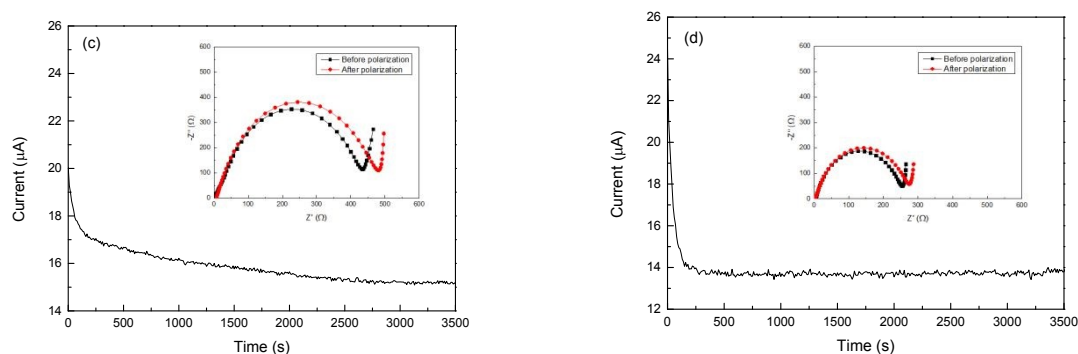 (c)
26
24
22
20
18
16
14
0 500 1000 1500 2000 2500 3000 3500
Time (s)
Current (μA)
600
500
400
300
200
100
0
0 100 200 300 400 500 600
Z' (Ω)
-Z'' (Ω)
Before polarization
After polarization
(d)
26
24
22
20
18
16
14
12
0 500 1000 1500 2000 2500 3000 3500
Time (s)
Current (μA)
600
500
400
300
200
100
0
0 100 200 300 400 500 600
Z' (Ω)
-Z'' (Ω)
Before polarization
After polarization